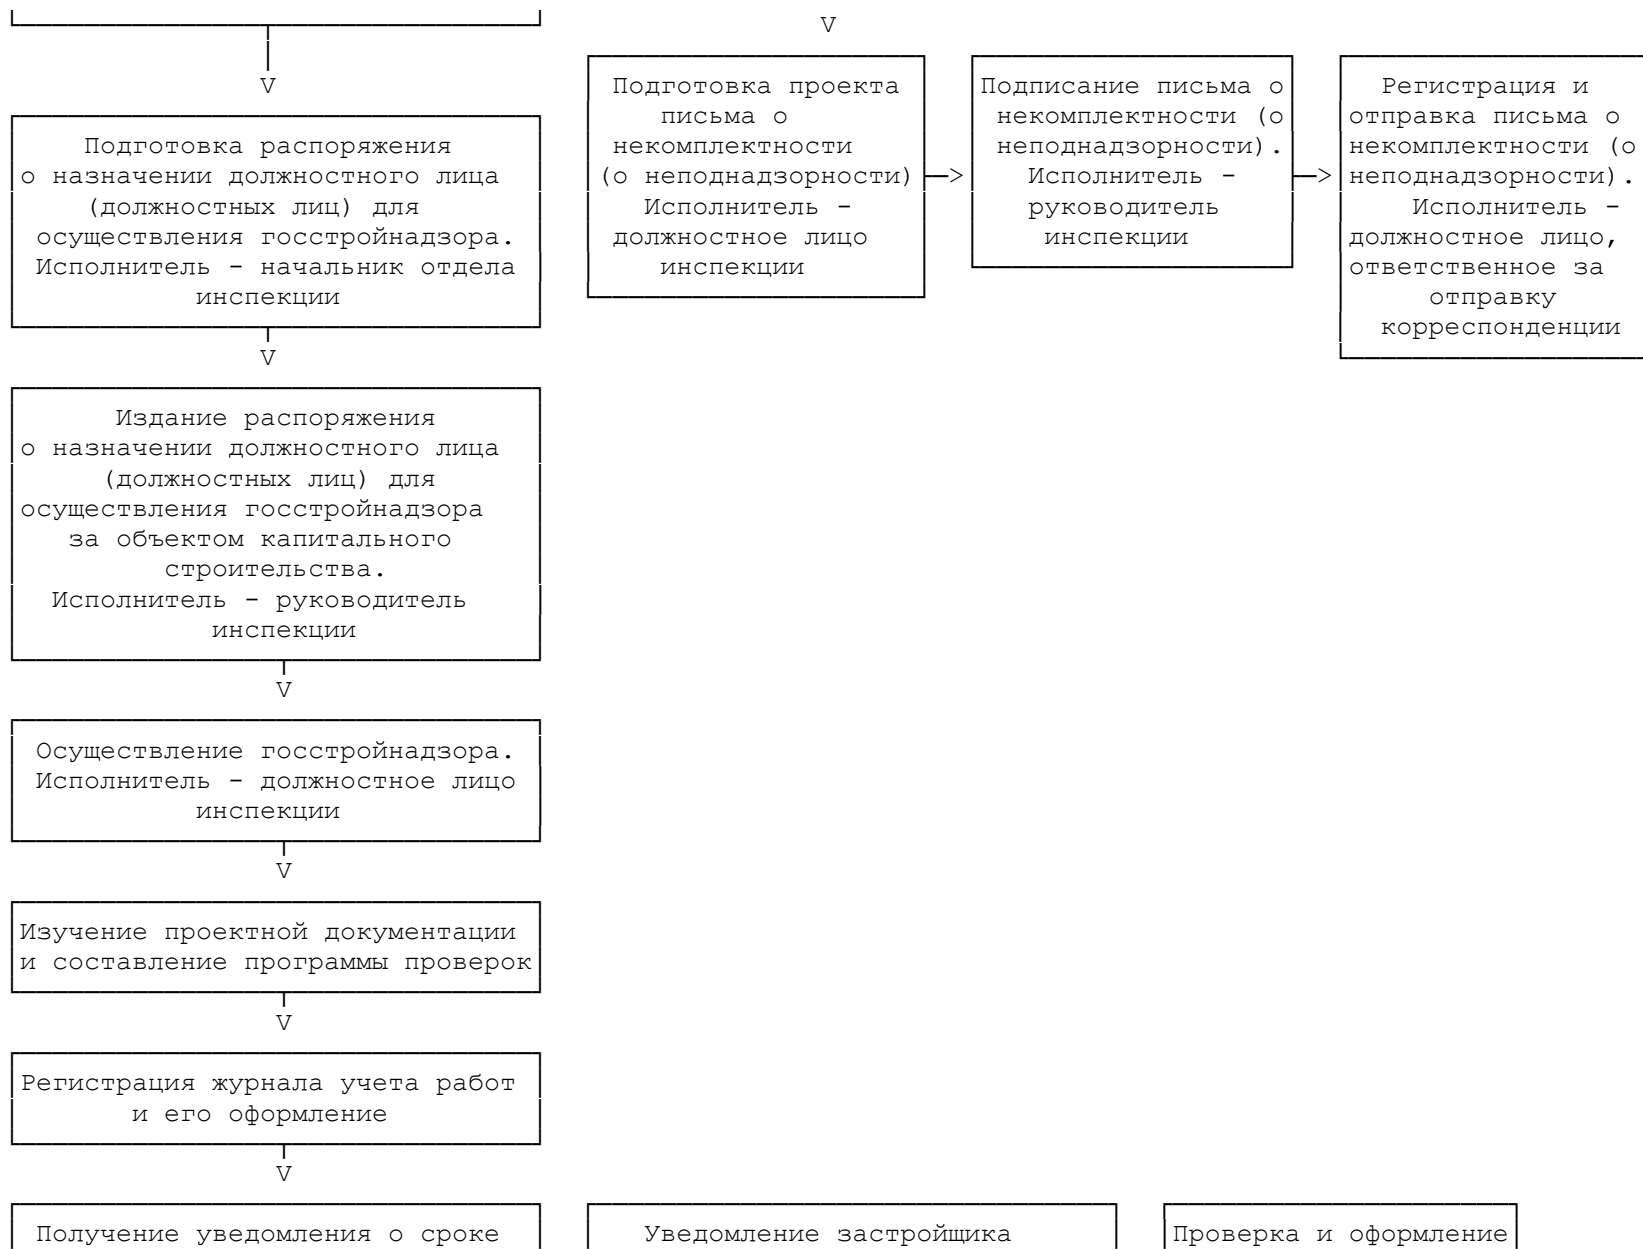 V
V
Подготовка распоряжения
о назначении должностного лица
(должностных лиц) для
осуществления госстройнадзора.
Исполнитель - начальник отдела
инспекции
Подготовка проекта
письма о
некомплектности
(о неподнадзорности)
Исполнитель -
должностное лицо
инспекции
Подписание письма о
некомплектности (о
неподнадзорности).
Исполнитель -
руководитель
инспекции
Регистрация и
отправка письма о
некомплектности (о
неподнадзорности).
Исполнитель -
должностное лицо,
ответственное за
отправку
корреспонденции
V
Издание распоряжения
о назначении должностного лица
(должностных лиц) для
осуществления госстройнадзора
за объектом капитального
строительства.
Исполнитель - руководитель
инспекции
V
Осуществление госстройнадзора.
Исполнитель - должностное лицо
инспекции
V
Изучение проектной документации
и составление программы проверок
V
Регистрация журнала учета работ
и его оформление
V
Получение уведомления о сроке
Уведомление застройщика
Проверка и оформление